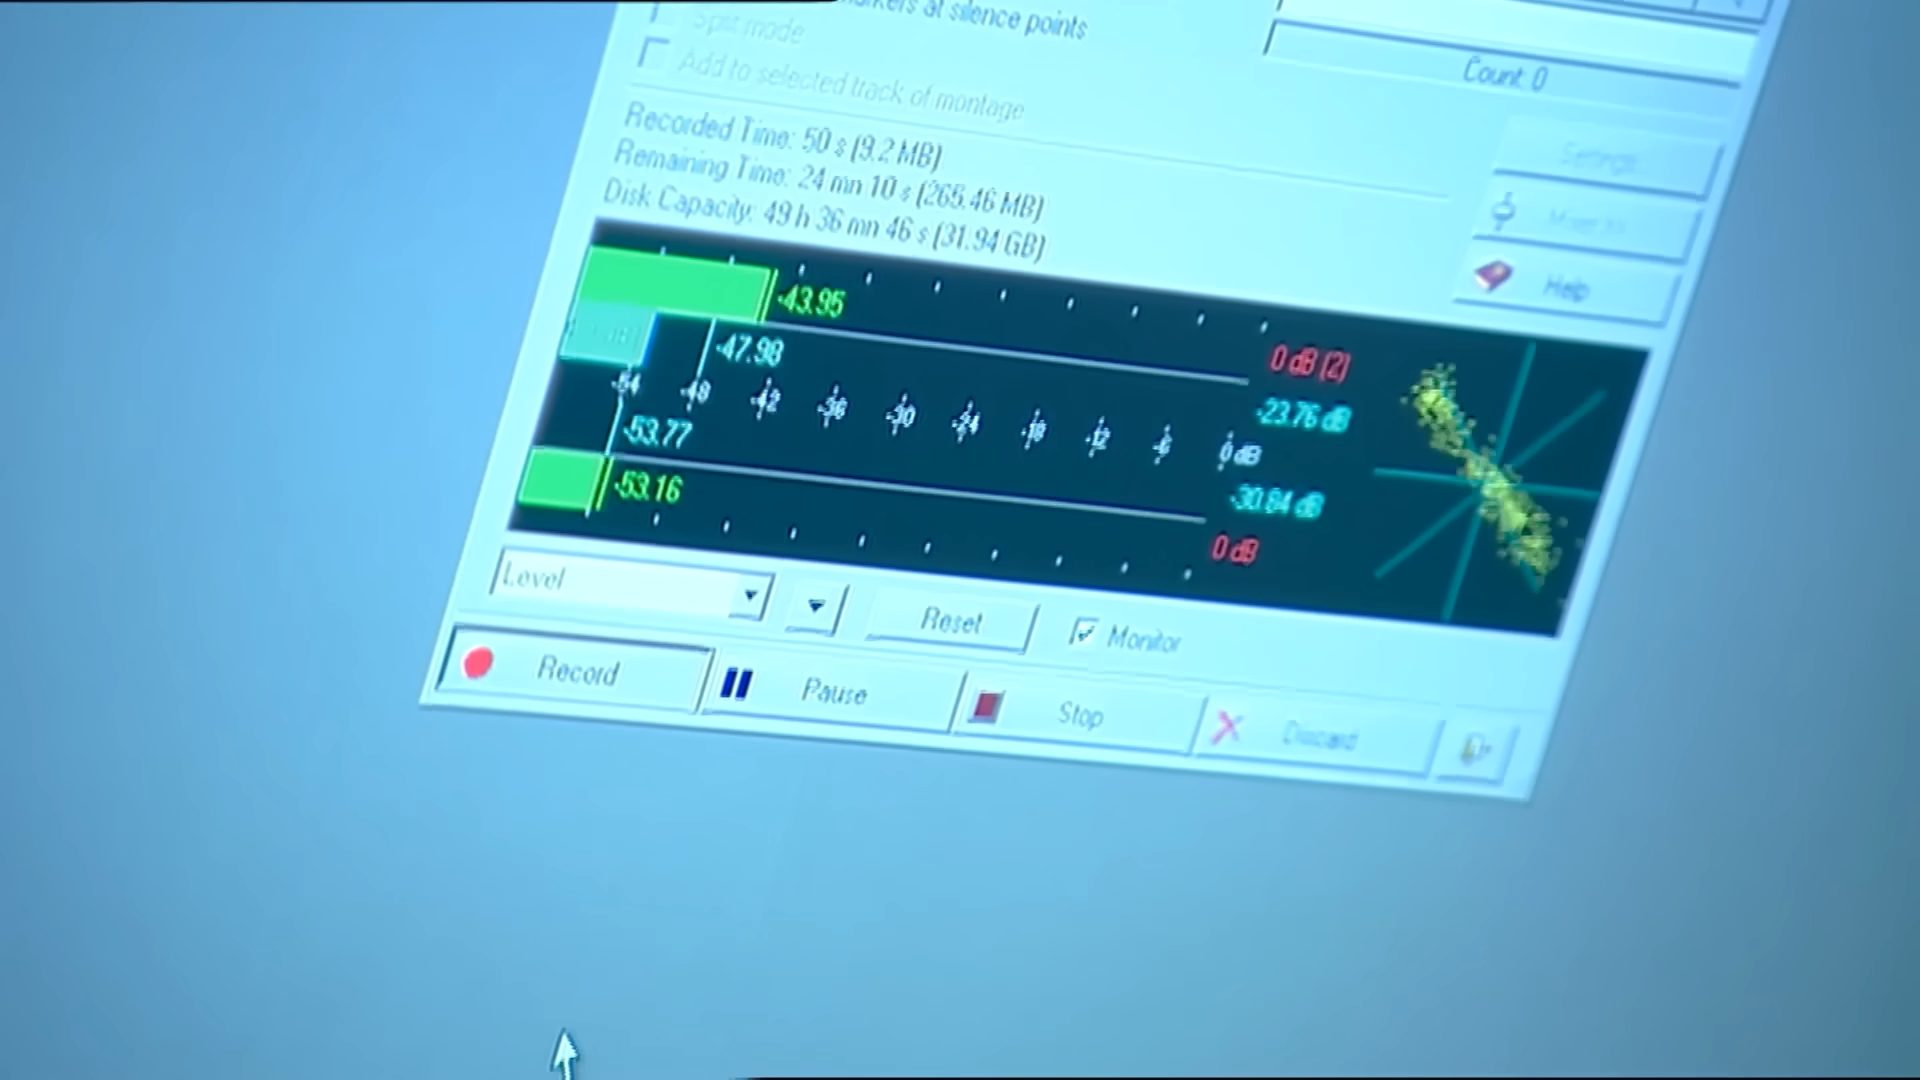 markers at silence points
Split mode
Add to selected track of montage
Count 0
Recorded Time: 50 s (9.2 MB)
Remaining Time: 24 mn 10 s (265.46 MB)
Disk Capacity: 49 h 36 mn 46 s (31.94 GB)
Settings...
Help
-43.95
0 dB (2)
-47.98
-23.76 dB
-54 -48 -42 -36 -30 -24 -18 -12 -6 0 dB
-53.77
-30.84 dB
-53.16
0 dB
Level
Reset
Monitor
Record
Pause
Stop
Discard